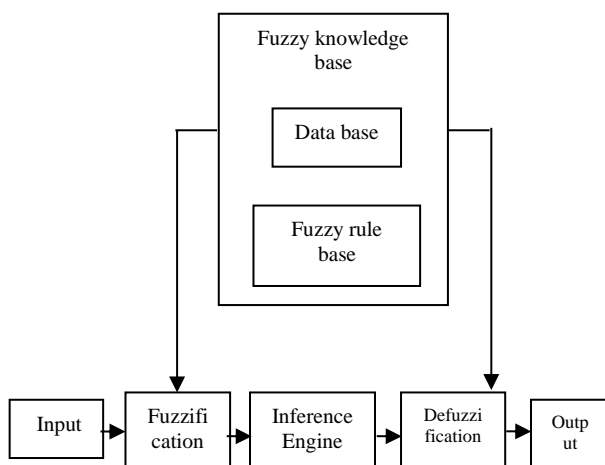 Fuzzy knowledge
base
Data base
Fuzzy rule
base
Input
Fuzzifi
cation
Inference
Engine
Defuzzi
fication
Outp
ut